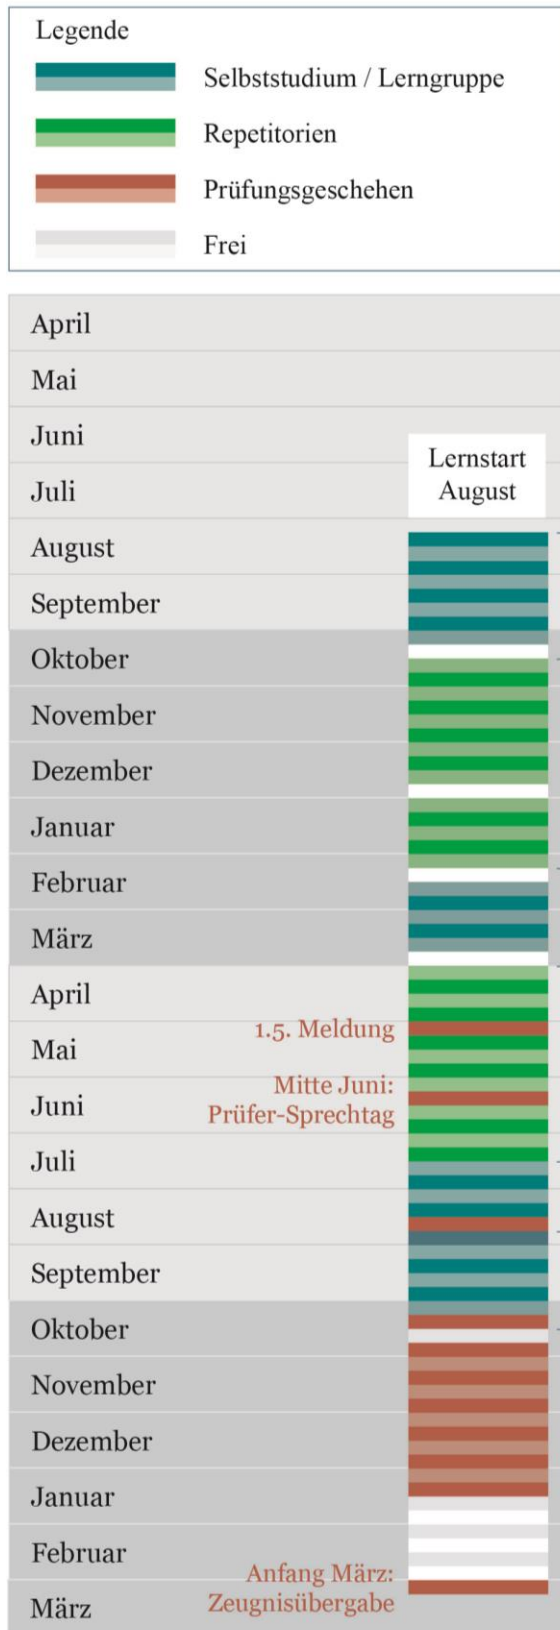 Legende
Selbststudium / Lerngruppe
Repetitorien
Prüfungsgeschehen
Frei
April
Mai
Juni
Lernstart
Juli
August
August
September
Oktober
November
Dezember
Januar
Februar
März
April
1.5. Meldung
Mai
Mitte Juni:
Juni
Prüfer-Sprechtag
Juli
August
September
Oktober
November
Dezember
Januar
Februar
Anfang März:
März
Zeugnisübergabe